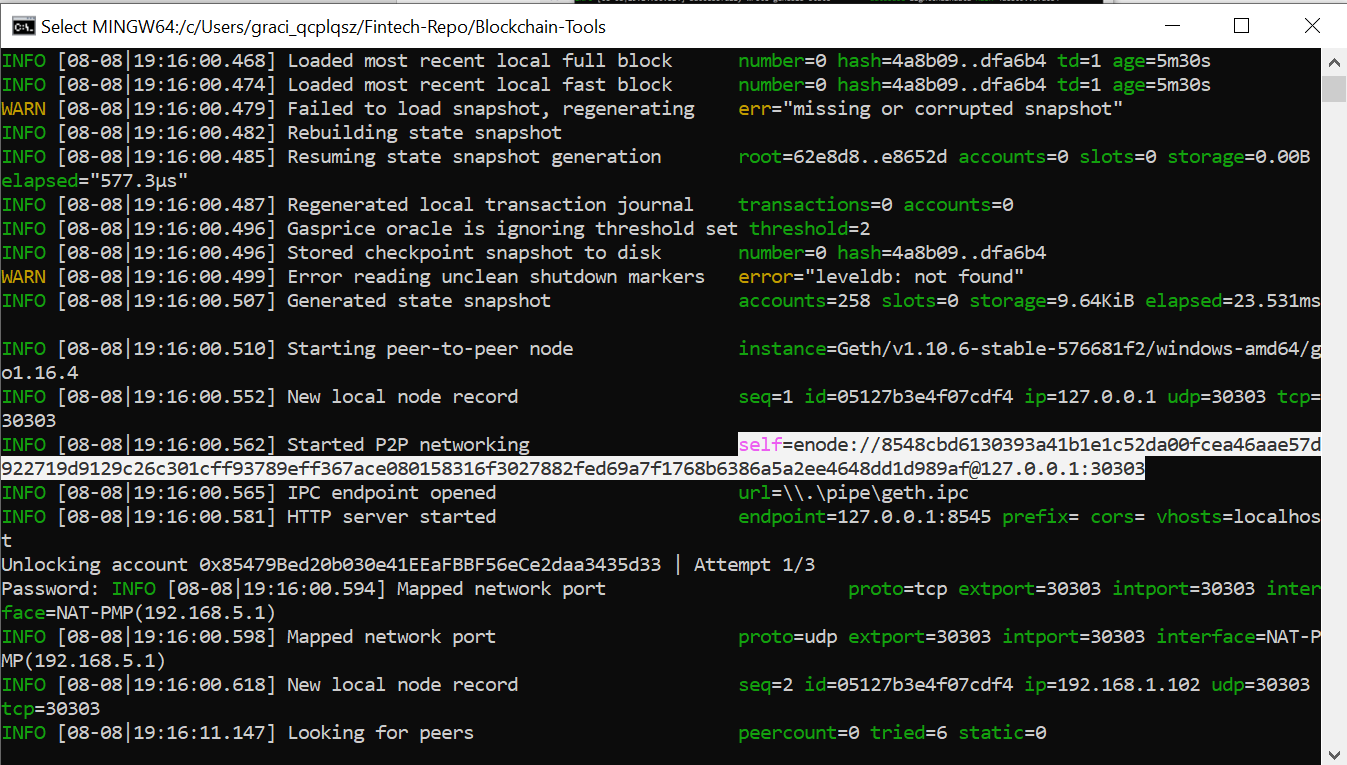 Select MINGW64:/c/Users/graci_qcplqsz/Fintech-Repo/Blockchain-Tools
INFO [08-08|19:16:00.468] Loaded most recent local full block number=0 hash=4a8b09..dfa6b4 td=1 age=5m30s
INFO [08-08|19:16:00.474] Loaded most recent local fast block number=0 hash=4a8b09..dfa6b4 td=1 age=5m30s
WARN [08-08|19:16:00.479] Failed to load snapshot, regenerating err="missing or corrupted snapshot"
INFO [08-08|19:16:00.482] Rebuilding state snapshot
INFO [08-08|19:16:00.485] Resuming state snapshot generation root=62e8d8..e8652d accounts=0 slots=0 storage=0.00B
elapsed="577.3µs"
INFO [08-08|19:16:00.487] Regenerated local transaction journal transactions=0 accounts=0
INFO [08-08|19:16:00.496] Gasprice oracle is ignoring threshold set threshold=2
INFO [08-08|19:16:00.496] Stored checkpoint snapshot to disk number=0 hash=4a8b09..dfa6b4
WARN [08-08|19:16:00.499] Error reading unclean shutdown markers error="leveldb: not found"
INFO [08-08|19:16:00.507] Generated state snapshot accounts=258 slots=0 storage=9.64KiB elapsed=23.531ms
INFO [08-08|19:16:00.510] Starting peer-to-peer node instance=Geth/v1.10.6-stable-576681f2/windows-amd64/g
o1.16.4
INFO [08-08|19:16:00.552] New local node record seq=1 id=05127b3e4f07cdf4 ip=127.0.0.1 udp=30303 tcp=
30303
INFO [08-08|19:16:00.562] Started P2P networking self=enode://8548cbd6130393a41b1e1c52da00fcea46aae57d
922719d9129c26c301cff93789eff367ace080158316f3027882fed69a7f1768b6386a5a2ee4648dd1d989af@127.0.0.1:30303
INFO [08-08|19:16:00.565] IPC endpoint opened url=\\.\pipe\geth.ipc
INFO [08-08|19:16:00.581] HTTP server started endpoint=127.0.0.1:8545 prefix= cors= vhosts=localhos
t
Unlocking account 0x85479Bed20b030e41EEaFBBF56eCe2daa3435d33 | Attempt 1/3
Password: INFO [08-08|19:16:00.594] Mapped network port proto=tcp extport=30303 intport=30303 inter
face=NAT-PMP(192.168.5.1)
INFO [08-08|19:16:00.598] Mapped network port proto=udp extport=30303 intport=30303 interface=NAT-P
MP(192.168.5.1)
INFO [08-08|19:16:00.618] New local node record seq=2 id=05127b3e4f07cdf4 ip=192.168.1.102 udp=30303
tcp=30303
INFO [08-08|19:16:11.147] Looking for peers peercount=0 tried=6 static=0